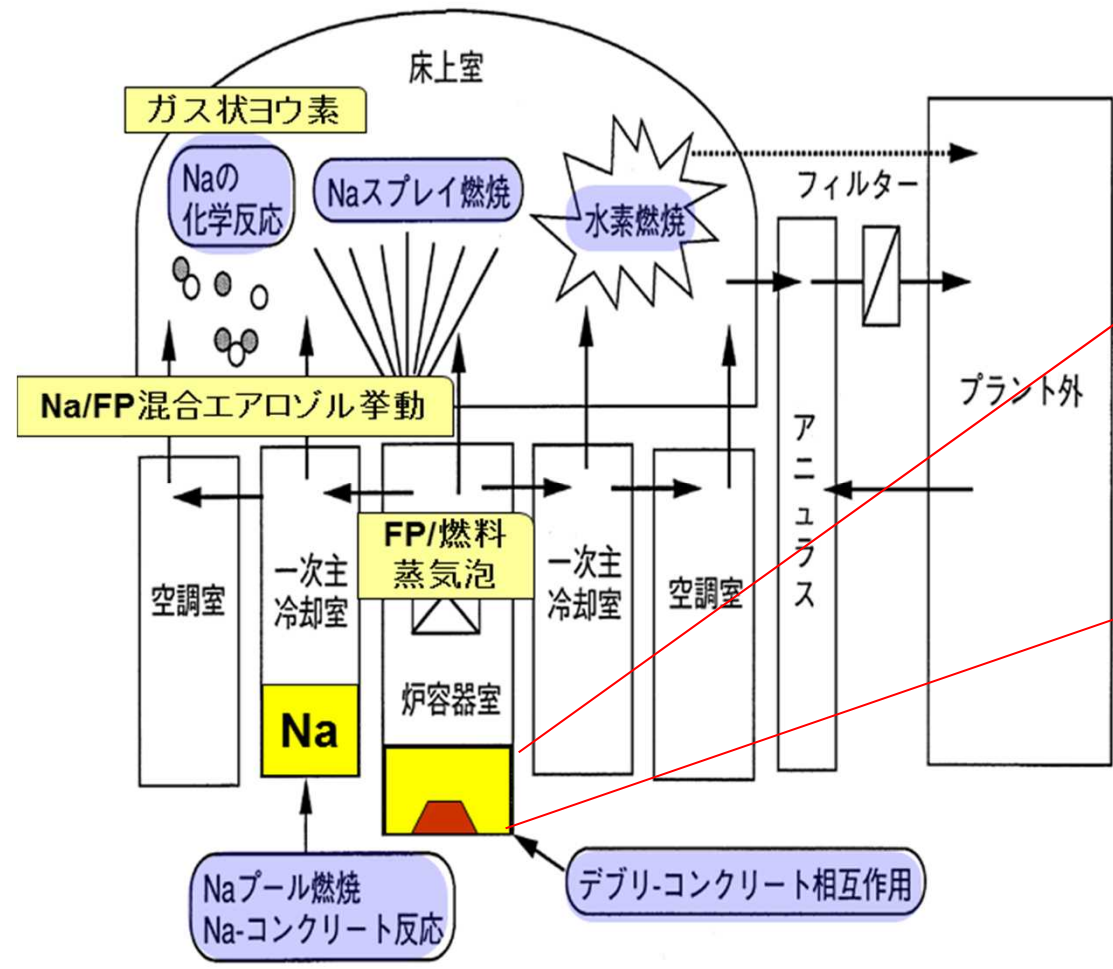 床上室
ガス状ヨウ素
Naの
化学反応
Naスプレイ燃焼
水素燃焼
フィルター
プラント外
Na/FP混合エアロゾル挙動
アニュラス
FP/燃料
蒸気泡
空調室
一次主
冷却室
一次主
冷却室
空調室
炉容器室
Na
Naプール燃焼
Na-コンクリート反応
デブリ-コンクリート相互作用